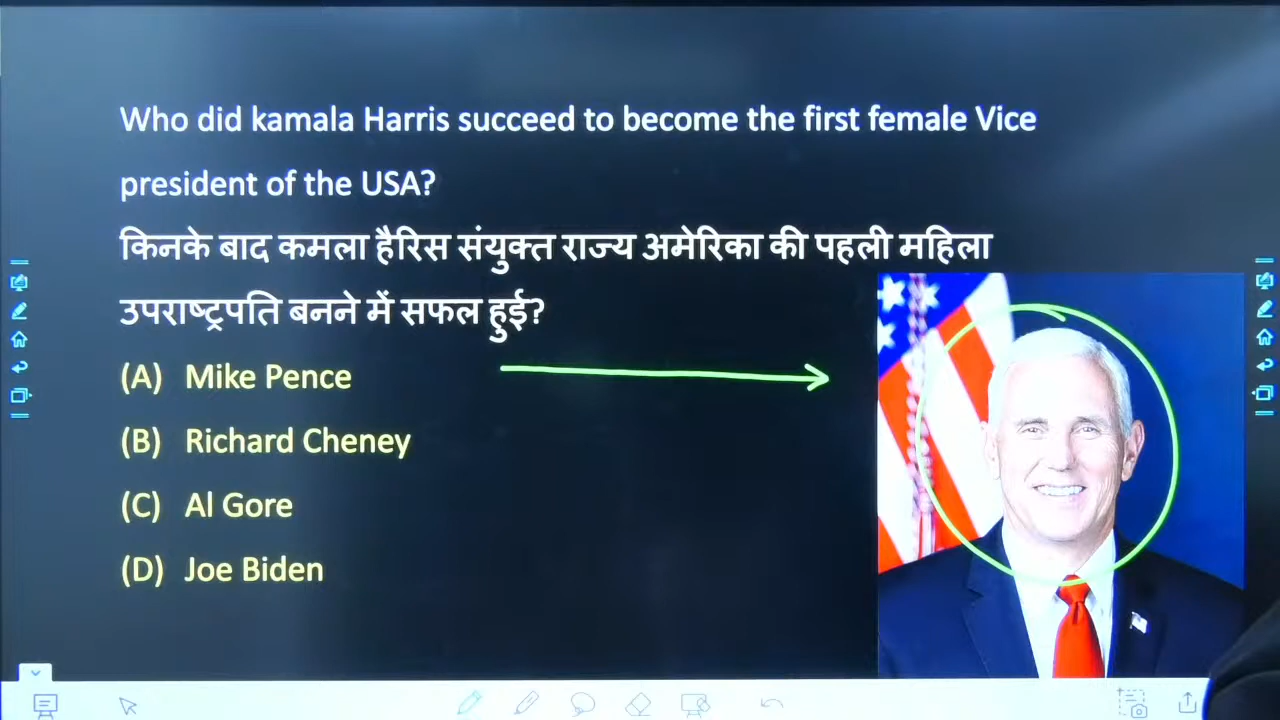 Who did kamala Harris succeed to become the first female Vice
president of the USA?
किनके बाद कमला हैरिस संयुक्त राज्य अमेरिका की पहली महिला
उपराष्ट्रपति बनने में सफल हुई?
(A) Mike Pence
(B) Richard Cheney
(C) Al Gore
(D) Joe Biden